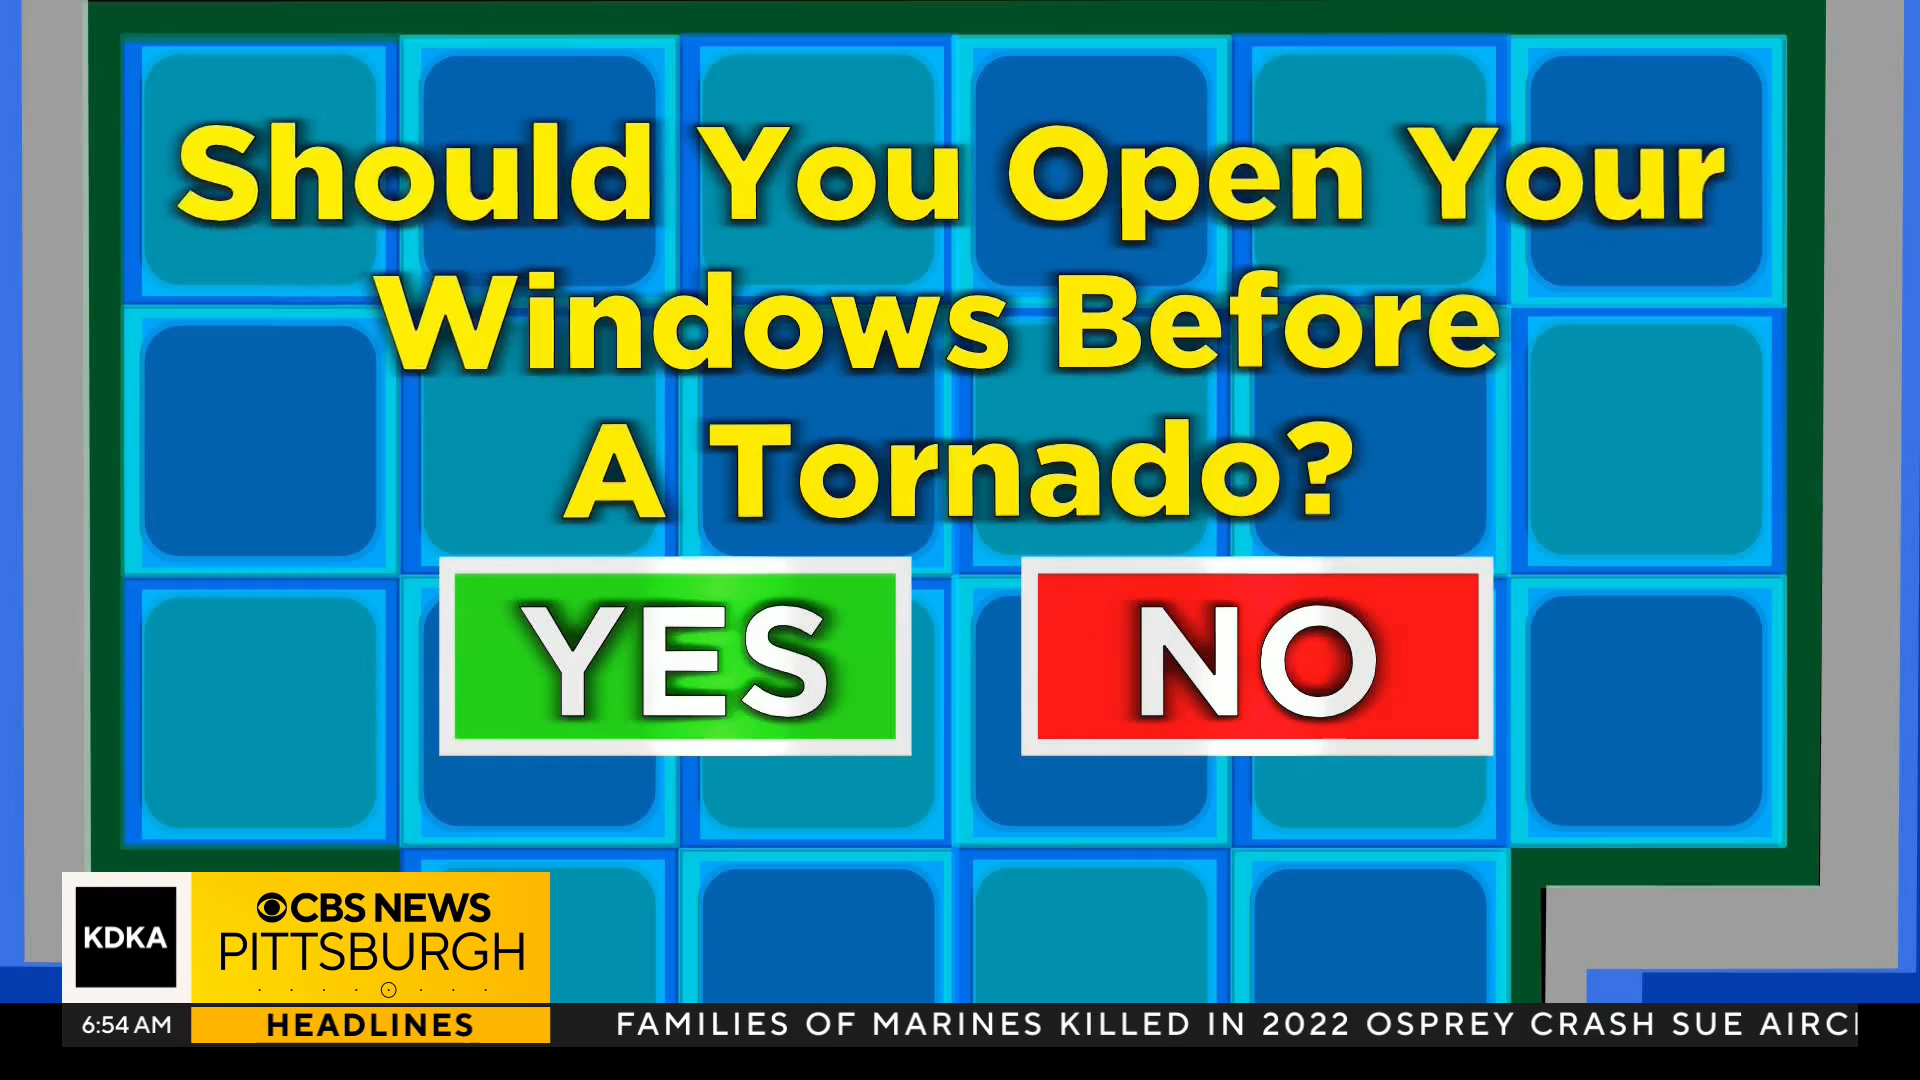 Should You Open Your
Windows Before
A Tornado?
YES
NO
KDKA
CBS NEWS
PITTSBURGH
6:54 AM
HEADLINES
FAMILIES OF MARINES KILLED IN 2022 OSPREY CRASH SUE